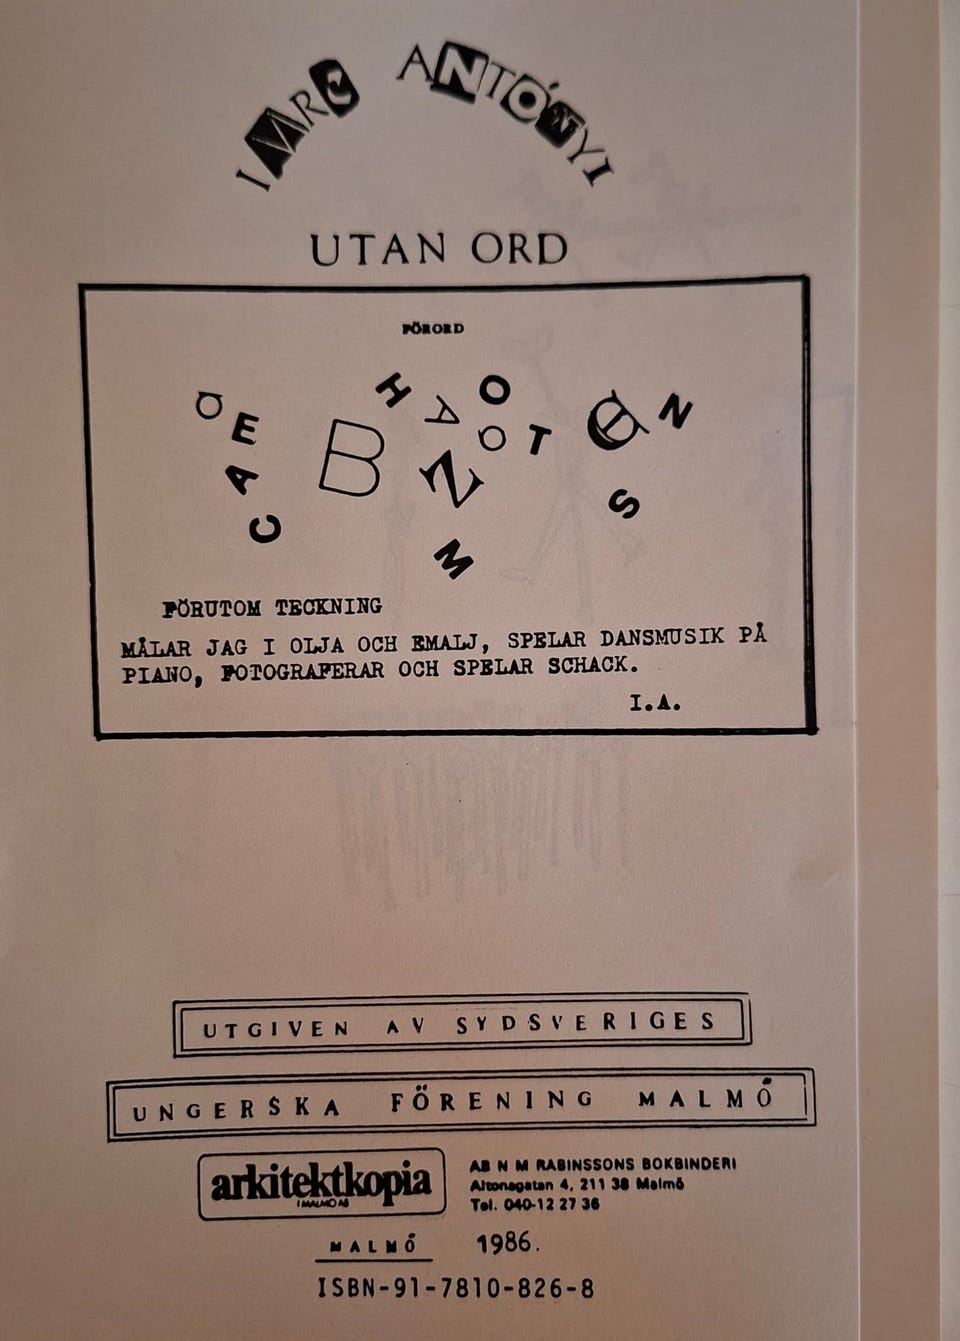 IMRE ANTÓNYI
UTAN ORD
FÖRORD
D E A C B H A O O Z M T a S N
FÖRUTOM TECKNING
MÅLAR JAG I OLJA OCH EMALJ, SPELAR DANSMUSIK PÅ
PIANO, FOTOGRAFERAR OCH SPELAR SCHACK.
I.A.
UTGIVEN AV SYDSVERIGES
UNGERSKA FÖRENING MALMÖ
arkitektkopia
I MALMÖ AB
AB N M RABINSSONS BOKBINDERI
Altonagatan 4, 211 38 Malmö
Tel. 040-12 27 36
MALMÖ 1986.
ISBN-91-7810-826-8